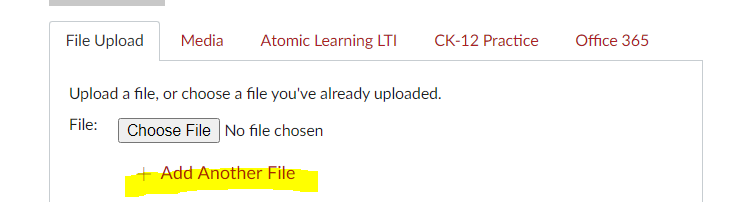 File Upload Media Atomic Learning LTI CK-12 Practice Office 365
Upload a file, or choose a file you've already uploaded.
File: Choose File No file chosen
+ Add Another File